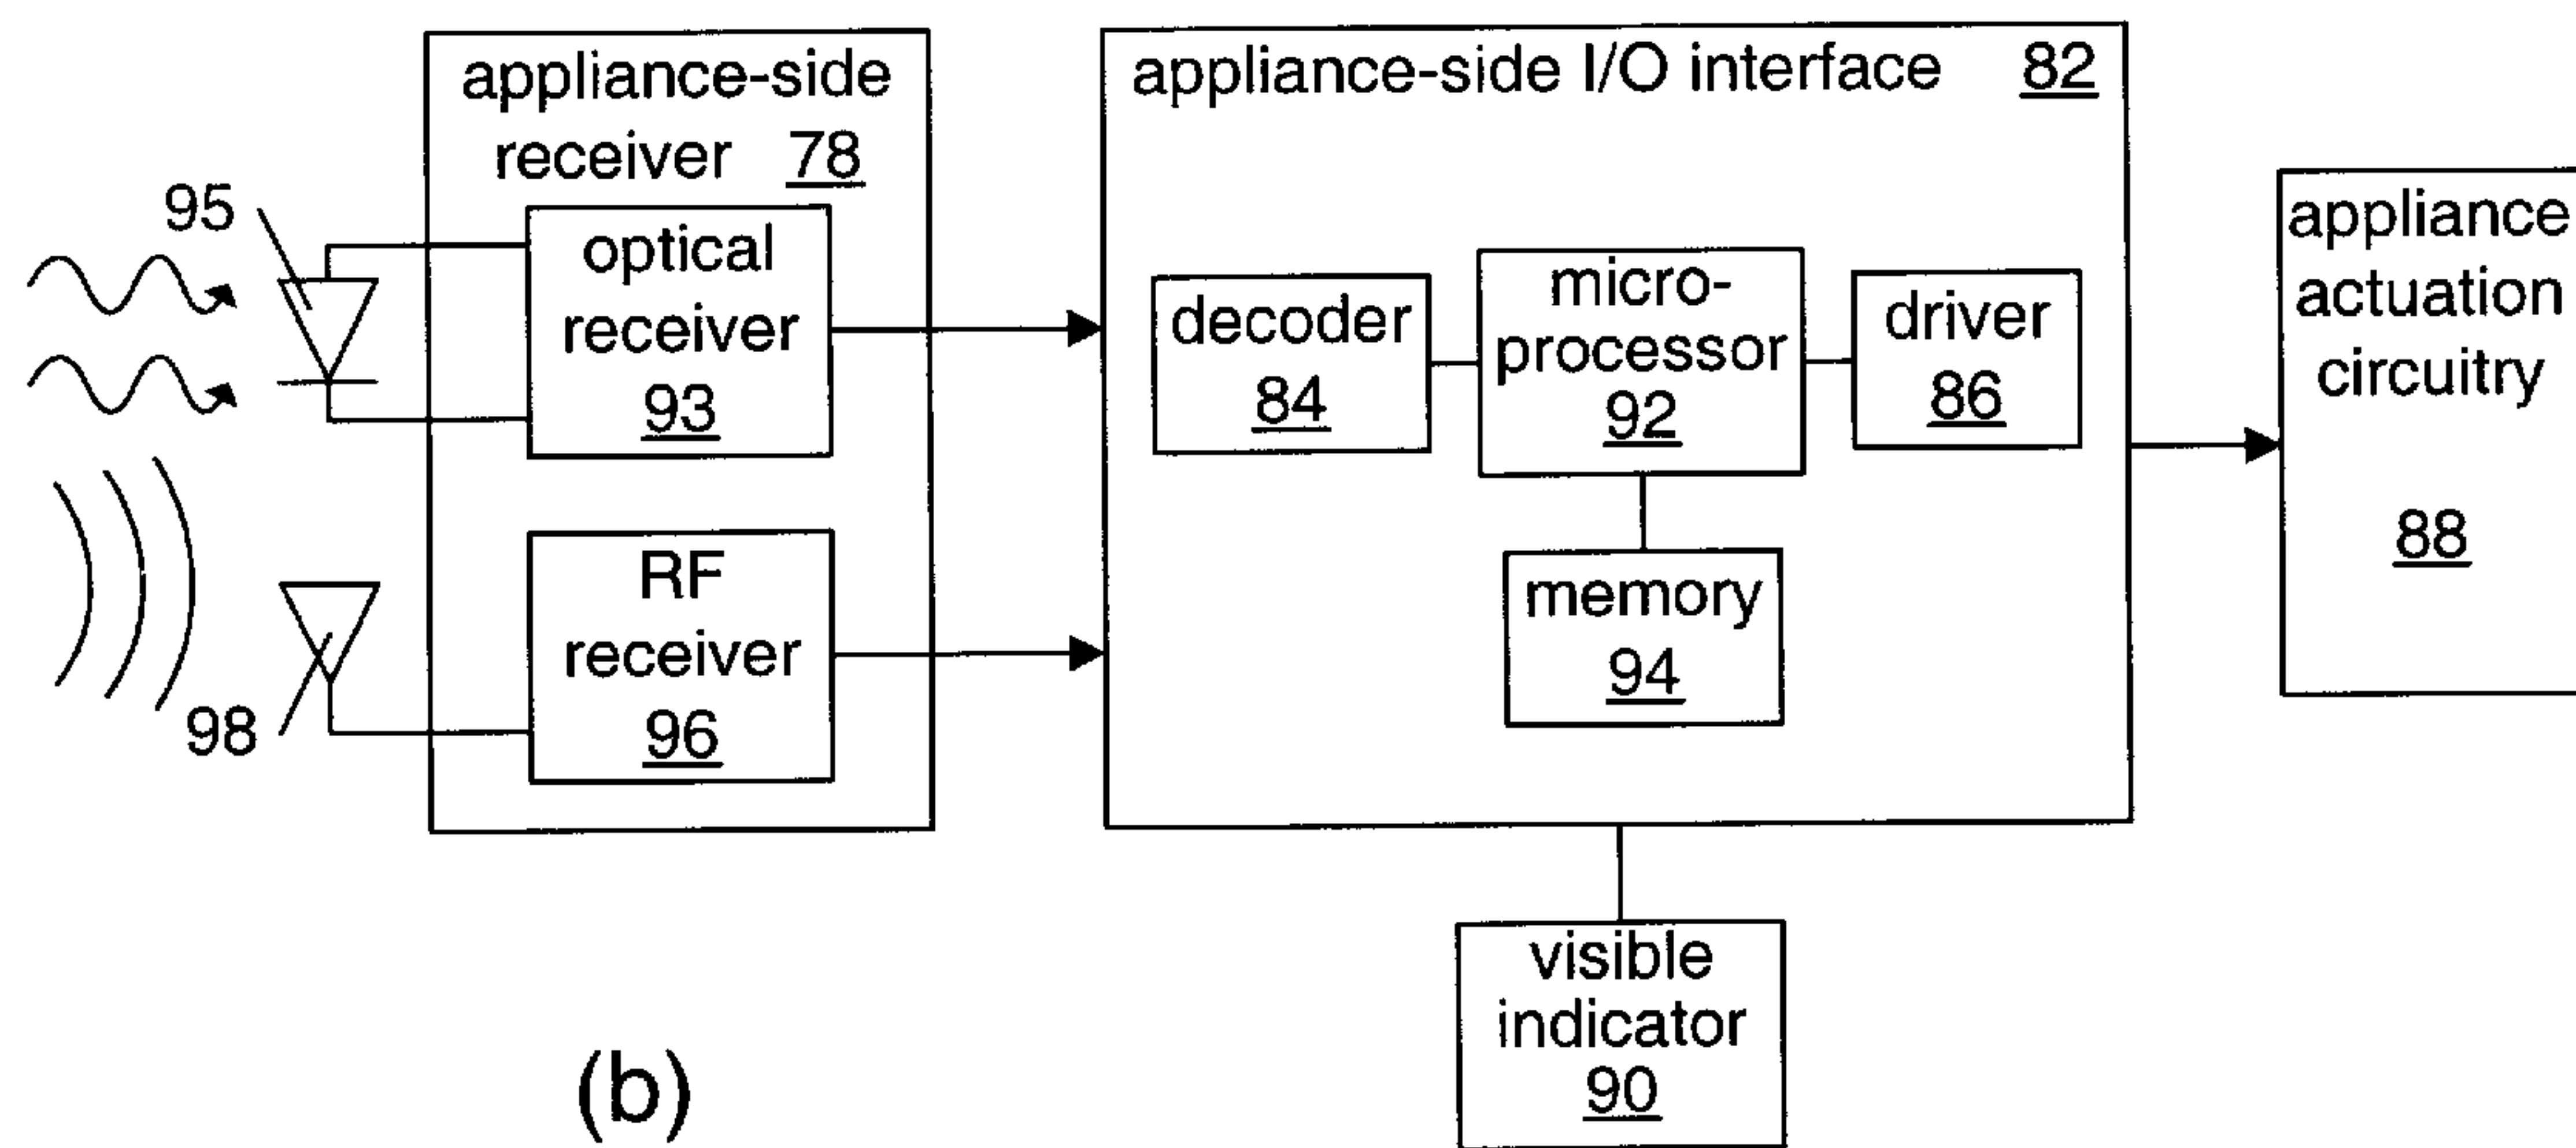 appliance-side
receiver 78
95
optical
receiver
93
RF
receiver
96
98
appliance-side I/O interface 82
decoder
84
micro-
processor
92
driver
86
memory
94
appliance
actuation
circuitry
88
visible
indicator
90
(b)